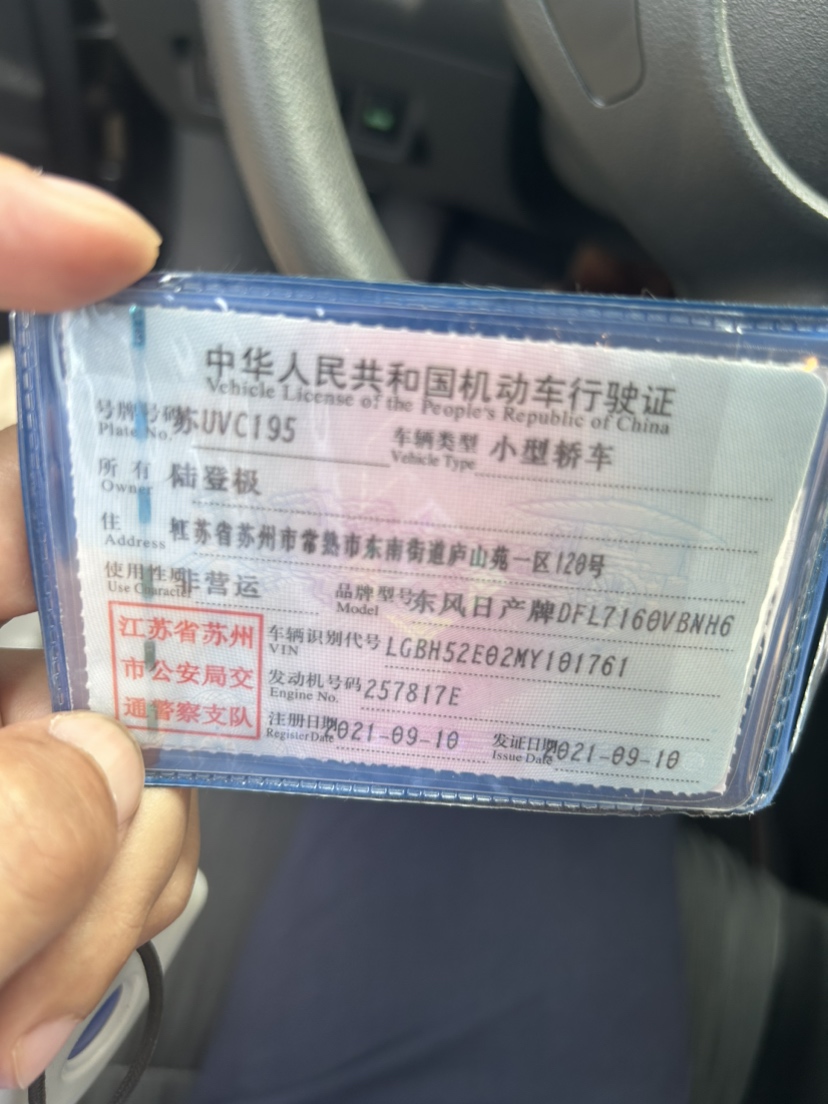 中华人民共和国机动车行驶证
Vehicle License of the People's Republic of China
号牌号码 苏UVC195 车辆类型 小型轿车
Plate No. Vehicle Type
所有 陆登极
Owner
住 江苏省苏州市常熟市东南街道庐山苑一区120号
Address
使用性质 非营运 品牌型号 东风日产牌DFL7160VBNH6
Use Character Model
江苏省苏州
市公安局交
通警察支队
车辆识别代号 LGBH52E02MY101761
VIN
发动机号码 257817E
Engine No.
注册日期 2021-09-10 发证日期 2021-09-10
Register Date Issue Date